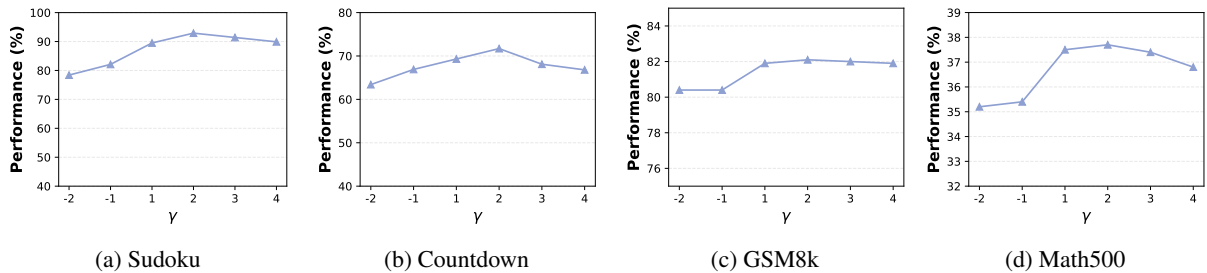 100
90
80
70
60
50
40
Performance (%)
-2 -1 1 2 3 4
γ
(a) Sudoku
80
70
60
50
40
Performance (%)
-2 -1 1 2 3 4
γ
(b) Countdown
84
82
80
78
76
Performance (%)
-2 -1 1 2 3 4
γ
(c) GSM8k
39
38
37
36
35
34
33
32
Performance (%)
-2 -1 1 2 3 4
γ
(d) Math500